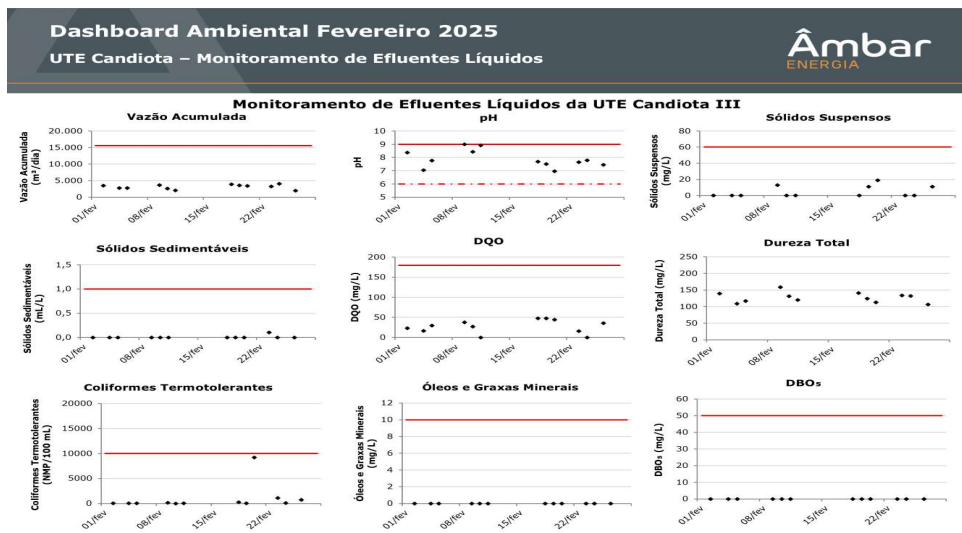 Dashboard Ambiental Fevereiro 2025
UTE Candiota – Monitoramento de Efluentes Líquidos
Âmbar
ENERGIA
Monitoramento de Efluentes Líquidos da UTE Candiota III
Vazão Acumulada
Vazão Acumulada
(m³/dia)
20.000
15.000
10.000
5.000
0
01/fev
08/fev
15/fev
22/fev
pH
pH
10
9
8
7
6
5
01/fev
08/fev
15/fev
22/fev
Sólidos Suspensos
Sólidos Suspensos
(mg/L)
80
60
40
20
0
01/fev
08/fev
15/fev
22/fev
Sólidos Sedimentáveis
Sólidos Sedimentáveis
(mL/L)
1,5
1,0
0,5
0,0
01/fev
08/fev
15/fev
22/fev
DQO
DQO (mg/L)
200
150
100
50
0
01/fev
08/fev
15/fev
22/fev
Dureza Total
Dureza Total (mg/L)
250
200
150
100
50
0
01/fev
08/fev
15/fev
22/fev
Coliformes Termotolerantes
Coliformes Termotolerantes
(NMP/100 mL)
20000
15000
10000
5000
0
01/fev
08/fev
15/fev
22/fev
Óleos e Graxas Minerais
Óleos e Graxas Minerais
(mg/L)
12
10
8
6
4
2
0
01/fev
08/fev
15/fev
22/fev
DBO₅
DBO₅ (mg/L)
60
50
40
30
20
10
0
01/fev
08/fev
15/fev
22/fev